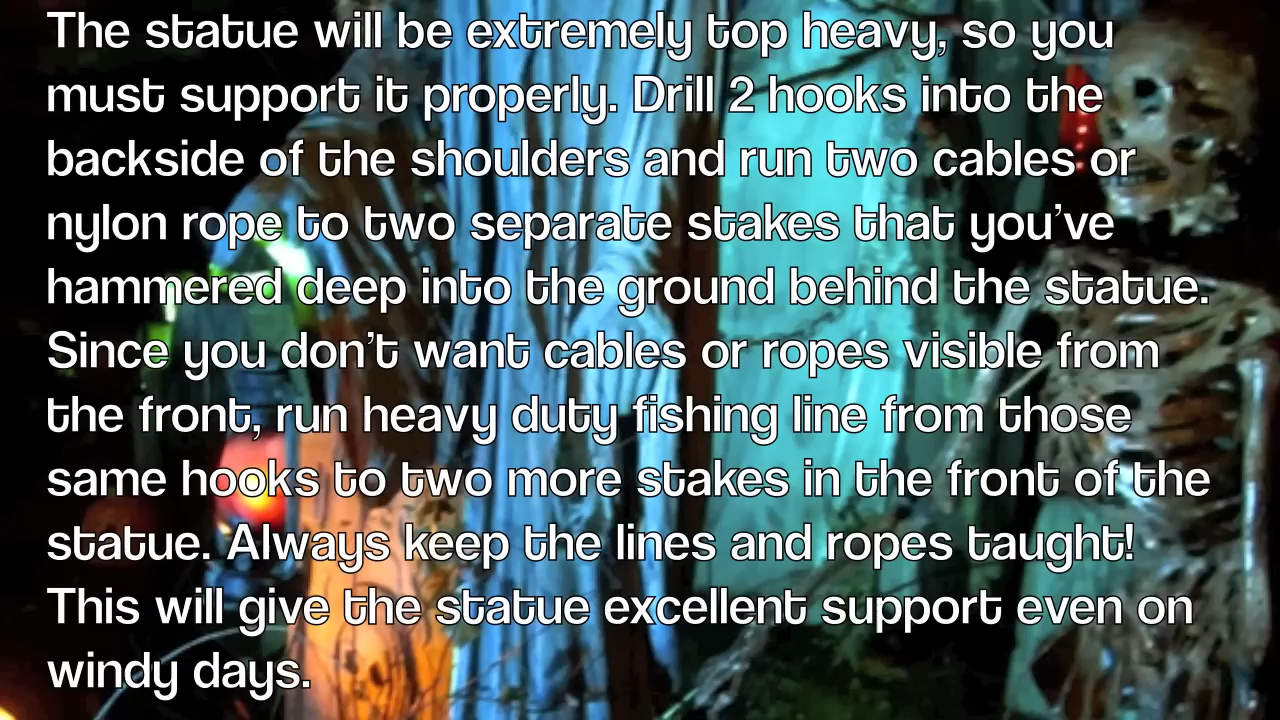 The statue will be extremely top heavy, so you
must support it properly. Drill 2 hooks into the
backside of the shoulders and run two cables or
nylon rope to two separate stakes that you’ve
hammered deep into the ground behind the statue.
Since you don’t want cables or ropes visible from
the front, run heavy duty fishing line from those
same hooks to two more stakes in the front of the
statue. Always keep the lines and ropes taught!
This will give the statue excellent support even on
windy days.